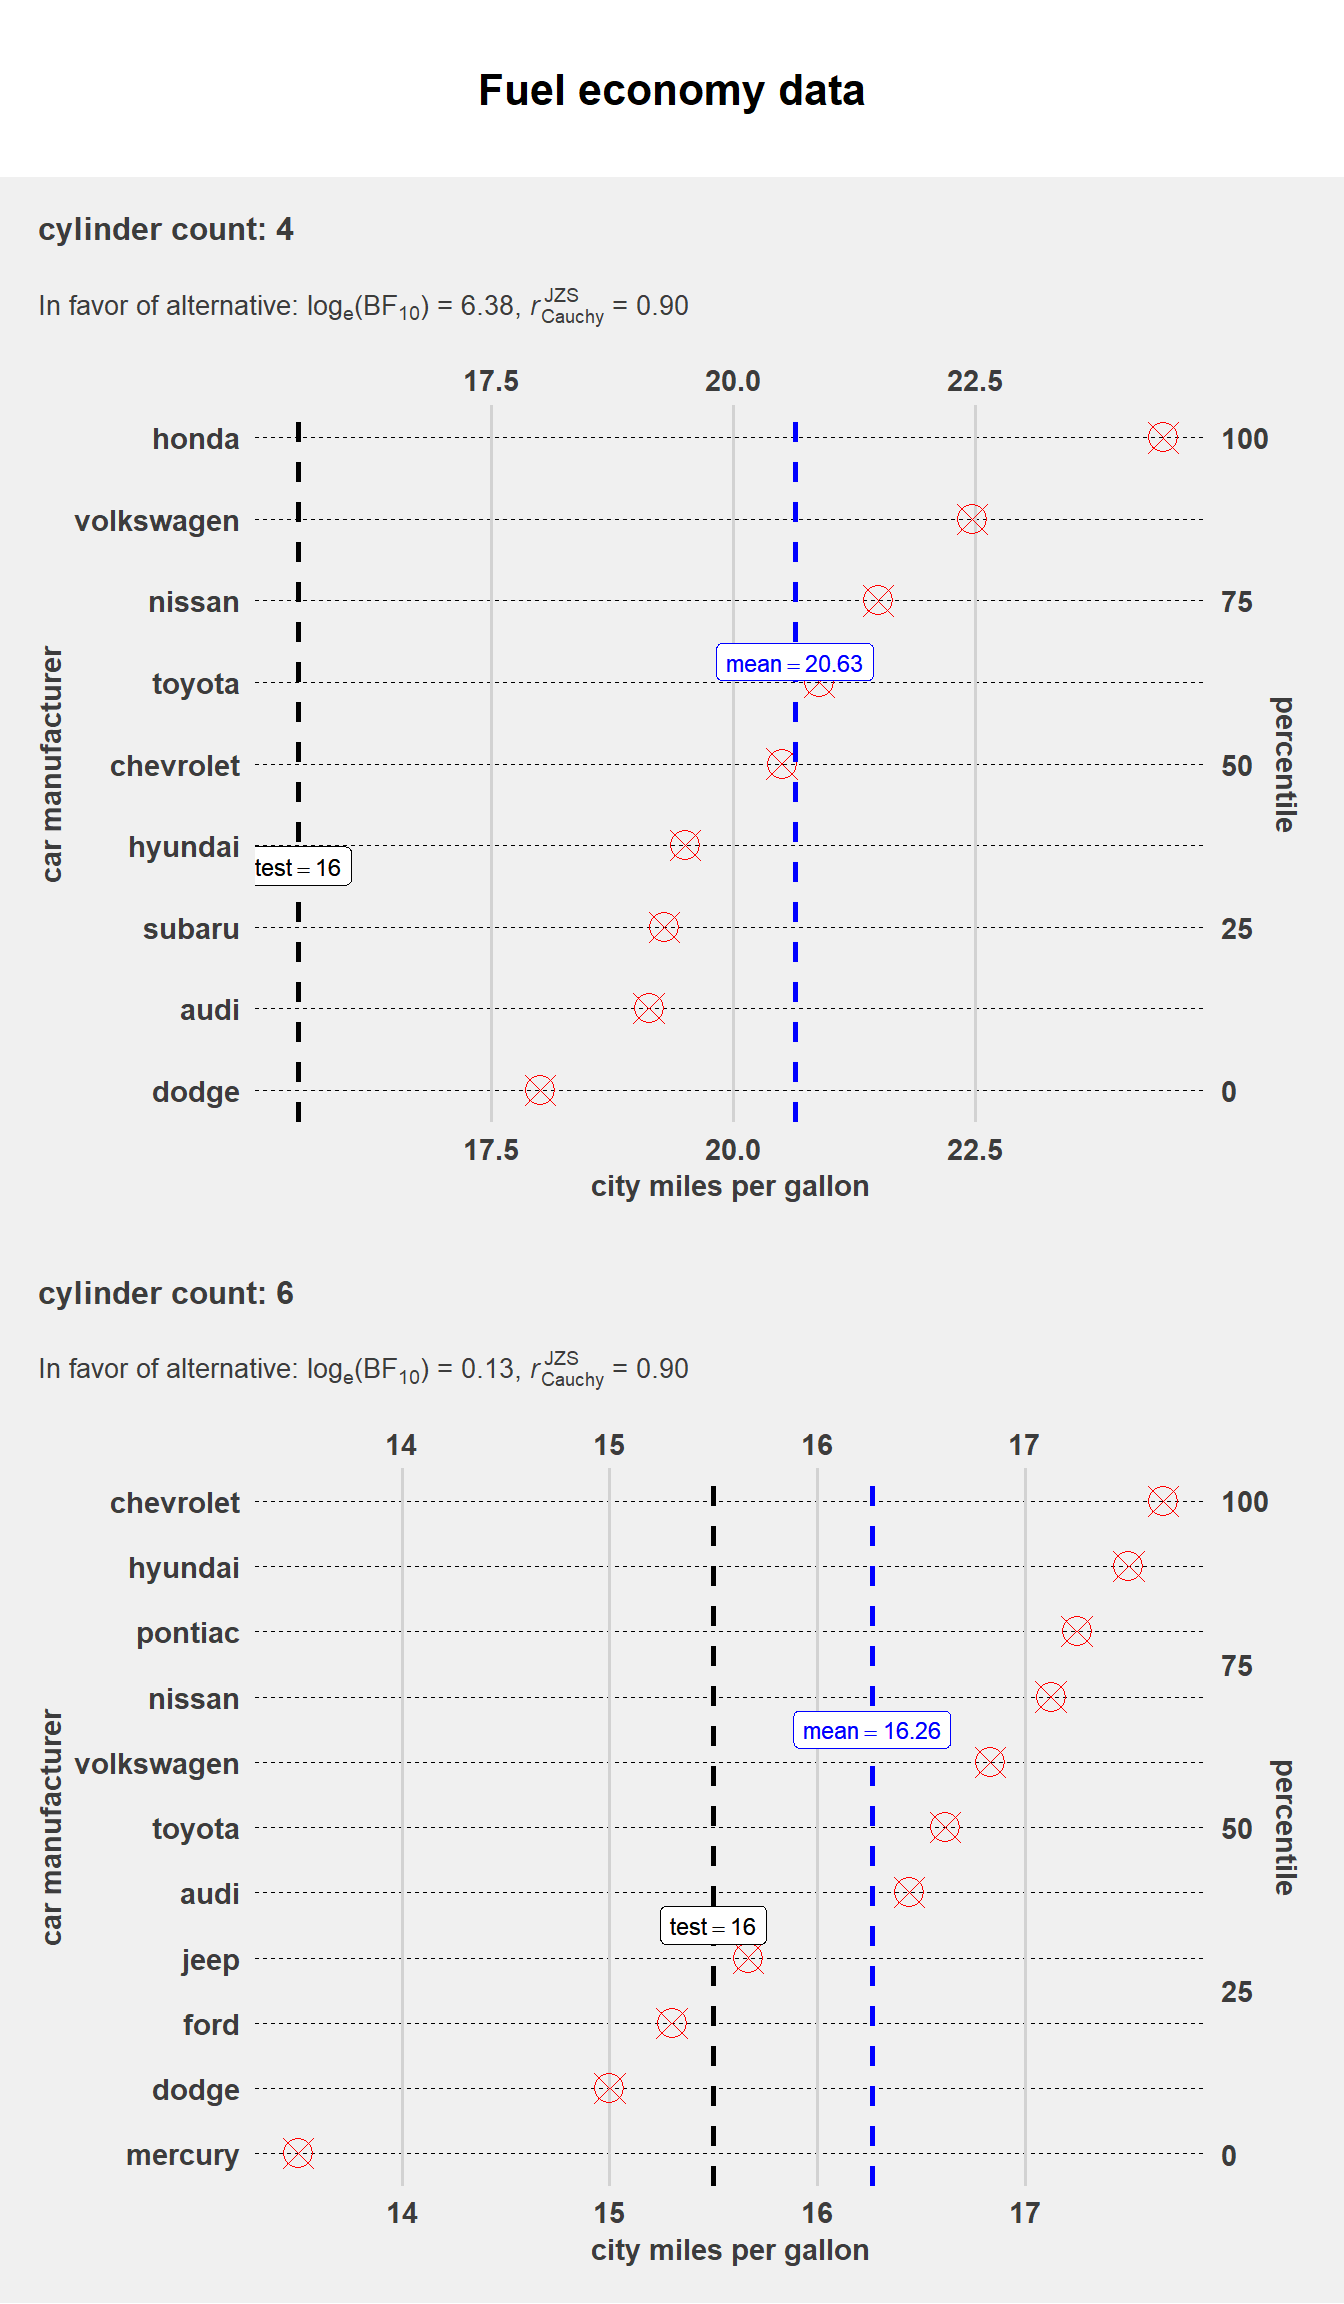 Fuel economy data
cylinder count: 4
In favor of alternative: logₑ(BF₁₀) = 6.38, r^JZS_Cauchy = 0.90
17.5 20.0 22.5
honda 100
volkswagen
nissan 75
mean = 20.63
toyota
chevrolet 50
hyundai
test = 16
subaru 25
audi
dodge 0
car manufacturer
percentile
17.5 20.0 22.5
city miles per gallon
cylinder count: 6
In favor of alternative: logₑ(BF₁₀) = 0.13, r^JZS_Cauchy = 0.90
14 15 16 17
chevrolet 100
hyundai
pontiac
75
nissan
mean = 16.26
volkswagen
toyota 50
audi
test = 16
jeep
25
ford
dodge
mercury 0
car manufacturer
percentile
14 15 16 17
city miles per gallon